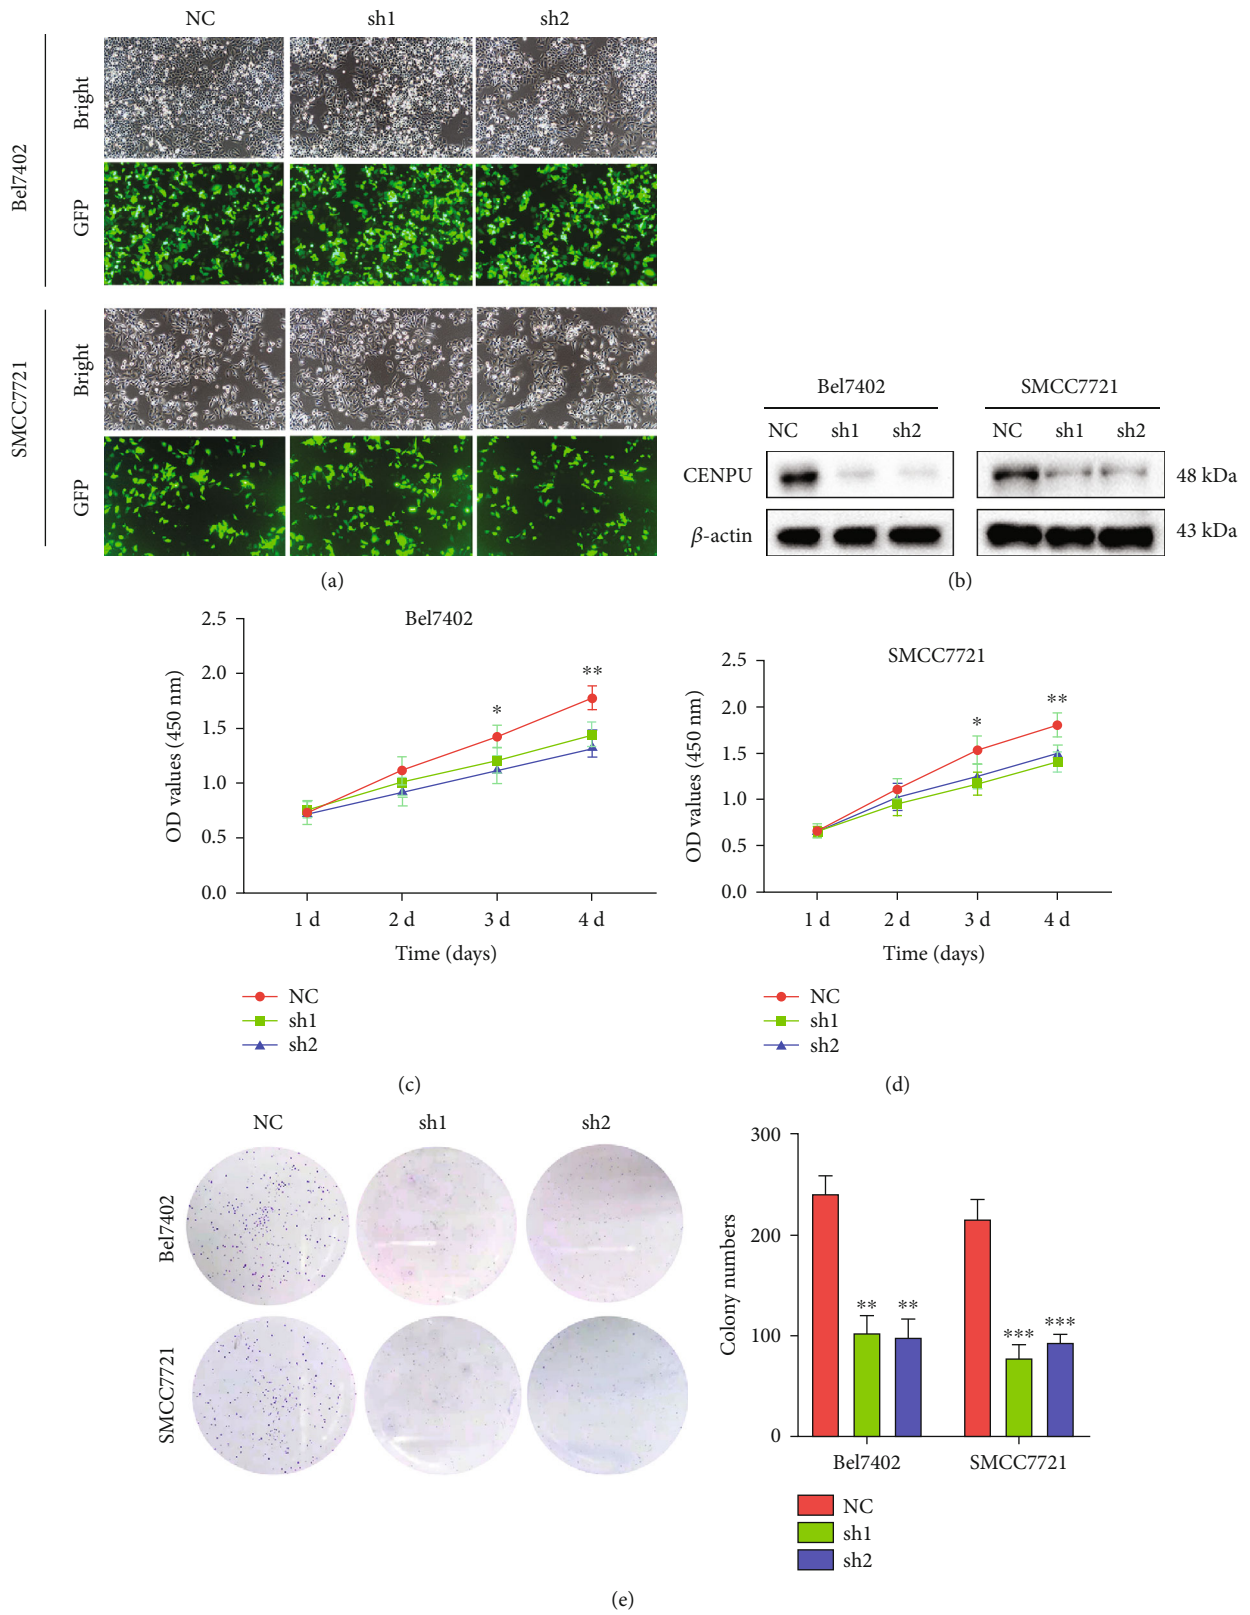 NC sh1 sh2
Bel7402
Bright
GFP
SMCC7721
Bright
GFP
(a)
Bel7402 SMCC7721
NC sh1 sh2 NC sh1 sh2
CENPU 48 kDa
β-actin 43 kDa
(b)
Bel7402
OD values (450 nm)
2.5
2.0
1.5
1.0
0.5
0.0
*
**
1 d 2 d 3 d 4 d
Time (days)
NC
sh1
sh2
(c)
SMCC7721
OD values (450 nm)
2.5
2.0
1.5
1.0
0.5
0.0
*
**
1 d 2 d 3 d 4 d
Time (days)
NC
sh1
sh2
(d)
NC sh1 sh2
Bel7402
SMCC7721
Colony numbers
300
200
100
0
** ** *** ***
Bel7402 SMCC7721
NC
sh1
sh2
(e)